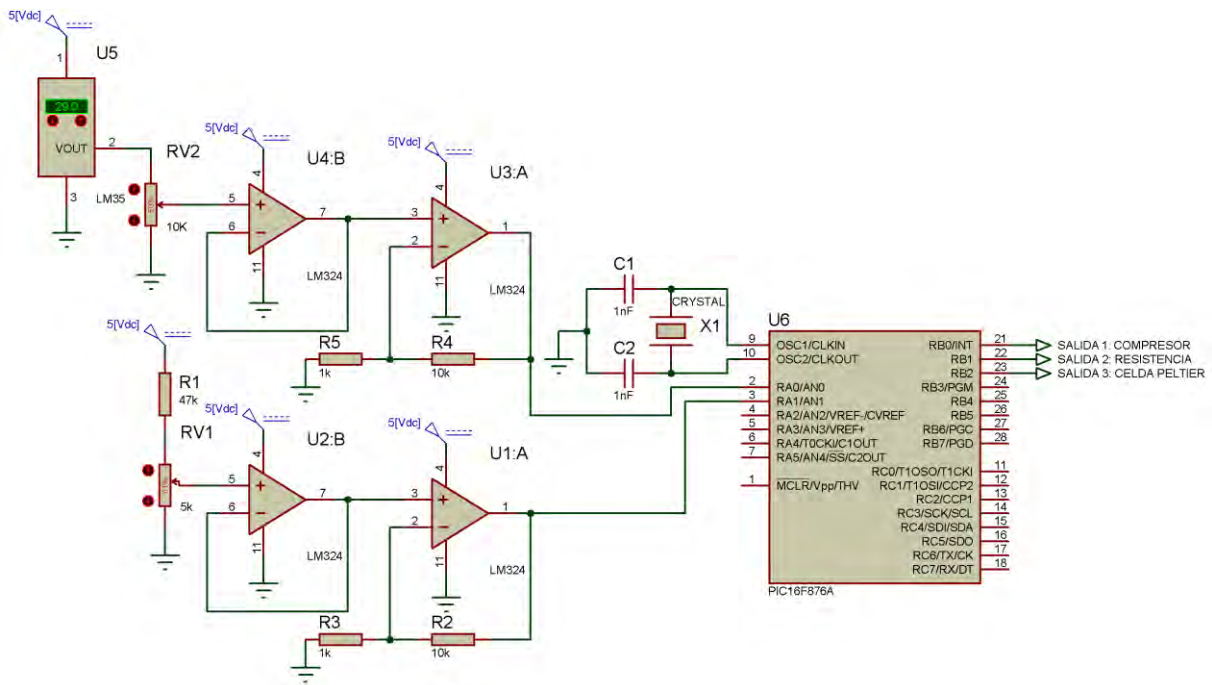 5[Vdc]
1
U5
29.0
VOUT
2
3
LM35
RV2
10K
5[Vdc]
U4:B
4
5
6
7
11
LM324
5[Vdc]
U3:A
4
3
2
1
11
LM324
R5
1k
R4
10k
5[Vdc]
R1
47k
RV1
5k
5[Vdc]
U2:B
4
5
6
7
11
LM324
5[Vdc]
U1:A
4
3
2
1
11
LM324
R3
1k
R2
10k
C1
1nF
CRYSTAL
X1
C2
1nF
U6
9 OSC1/CLKIN
10 OSC2/CLKOUT
2 RA0/AN0
3 RA1/AN1
4 RA2/AN2/VREF-/CVREF
5 RA3/AN3/VREF+
6 RA4/T0CKI/C1OUT
7 RA5/AN4/SS/C2OUT
1 MCLR/Vpp/THV
RB0/INT 21 SALIDA 1: COMPRESOR
RB1 22 SALIDA 2: RESISTENCIA
RB2 23 SALIDA 3: CELDA PELTIER
RB3/PGM 24
RB4 25
RB5 26
RB6/PGC 27
RB7/PGD 28
RC0/T1OSO/T1CKI 11
RC1/T1OSI/CCP2 12
RC2/CCP1 13
RC3/SCK/SCL 14
RC4/SDI/SDA 15
RC5/SDO 16
RC6/TX/CK 17
RC7/RX/DT 18
PIC16F876A